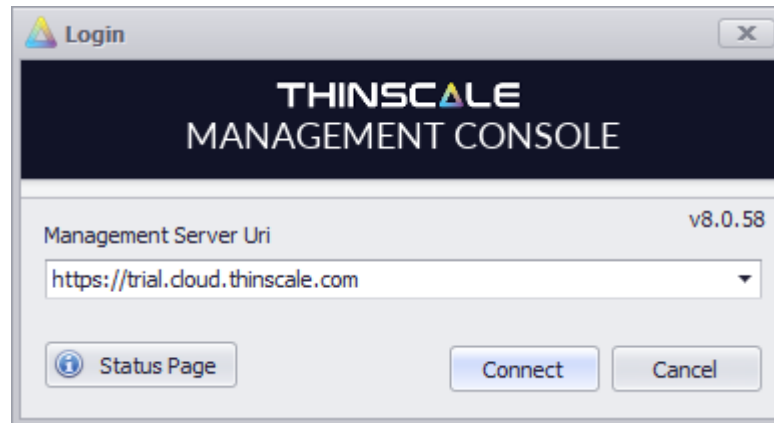 Login
THINSCALE
MANAGEMENT CONSOLE
v8.0.58
Management Server Uri
https://trial.cloud.thinscale.com
Status Page
Connect
Cancel